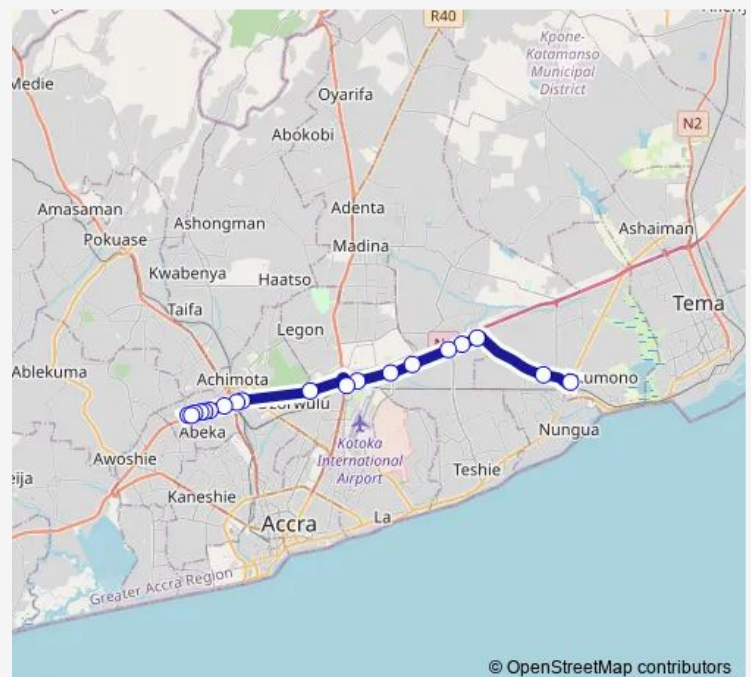 R40
Kpone-
Katamanso
Municipal
District
Medie
Oyarifa
N2
Abokobi
Amasaman
Adenta
Ashongman
Ashaiman
Pokuase
Madina
Kwabenya
Haatso
Tema
Taifa
Legon
Ablekuma
Achimota
Dzorwulu
Abeka
Nungua
Kotoka
International
Airport
Awoshie
Teshie
Kaneshie
La
Accra
Greater Accra Region
© OpenStreetMap contributors